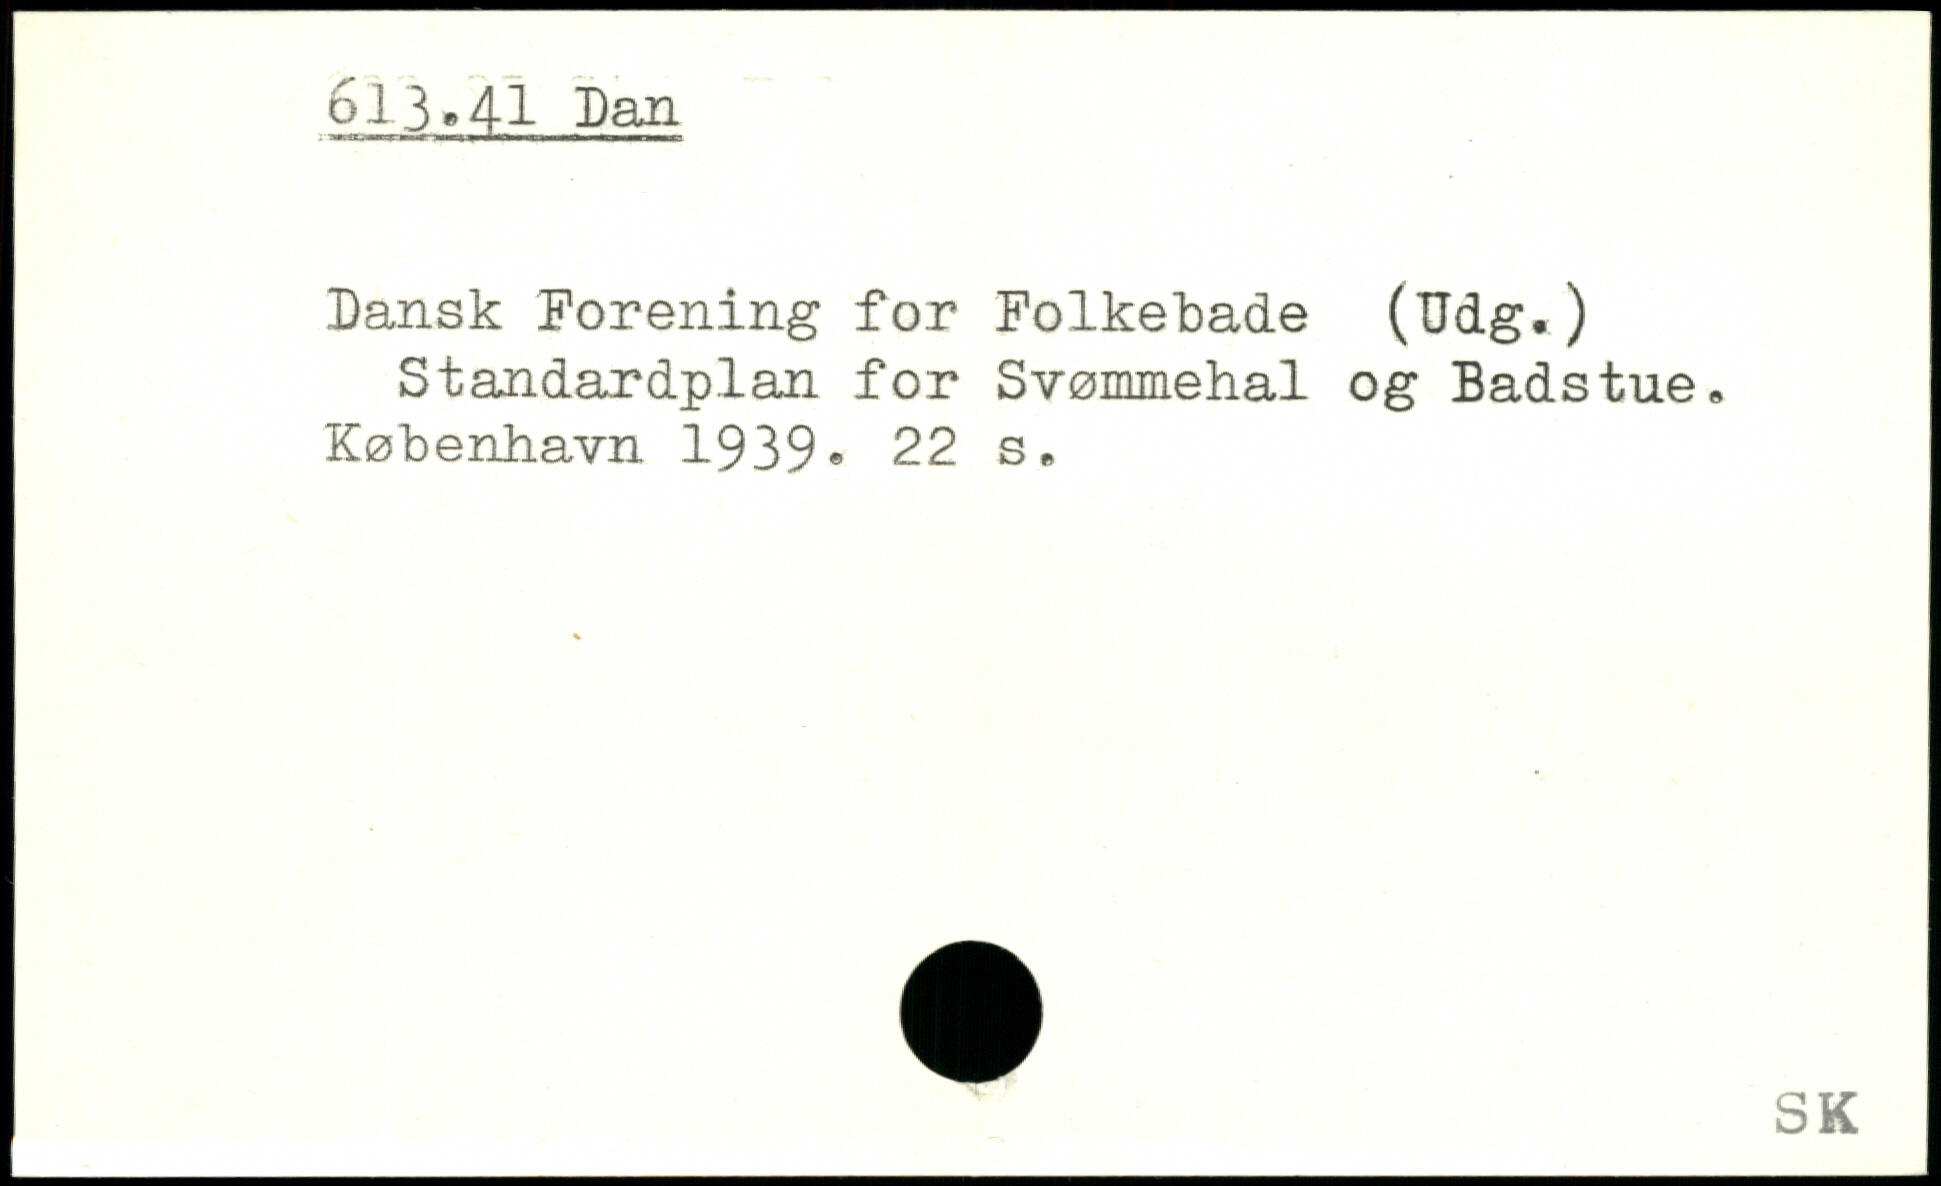 613.41 Dan
Dansk Forening for Folkebade (Udg.)
Standardplan for Svømmehal og Badstue.
København 1939. 22 s.
SK